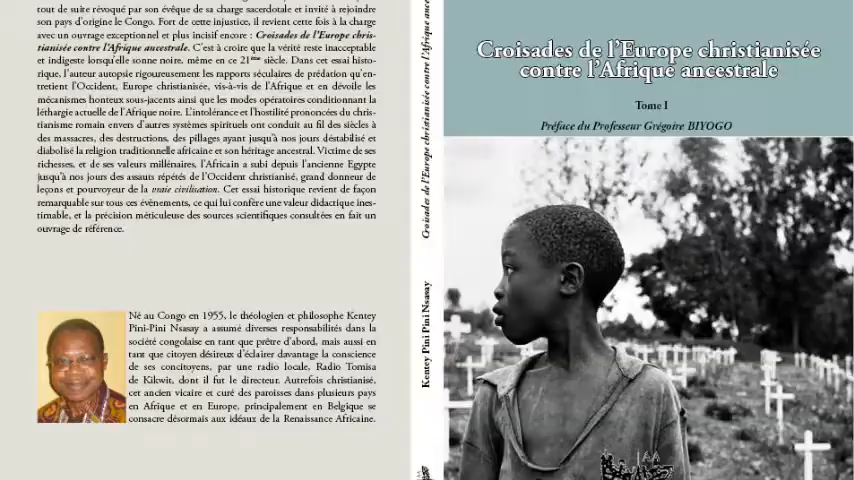 tout de suite révoqué par son évêque de sa charge sacerdotale et invité à rejoindre
son pays d'origine le Congo. Fort de cette injustice, il revient cette fois à la charge
avec un ouvrage exceptionnel et plus incisif encore : Croisades de l'Europe chris-
tianisée contre l'Afrique ancestrale. C'est à croire que la vérité reste inacceptable
et indigeste lorsqu'elle sonne noire, même en ce 21ème siècle. Dans cet essai histo-
rique, l'auteur autopsie rigoureusement les rapports séculaires de prédation qu'en-
tretient l'Occident, Europe christianisée, vis-à-vis de l'Afrique et en dévoile les
mécanismes honteux sous-jacents ainsi que les modes opératoires conditionnant la
léthargie actuelle de l'Afrique noire. L'intolérance et l'hostilité prononcées du chris-
tianisme romain envers d'autres systèmes spirituels ont conduit au fil des siècles à
des massacres, des destructions, des pillages ayant jusqu'à nos jours déstabilisé et
diabolisé la religion traditionnelle africaine et son héritage ancestral. Victime de ses
richesses, et de ses valeurs millénaires, l'Africain a subi depuis l'ancienne Egypte
jusqu'à nos jours des assauts répétés de l'Occident christianisé, grand donneur de
leçons et pourvoyeur de la vraie civilisation. Cet essai historique revient de façon
remarquable sur tous ces évènements, ce qui lui confère une valeur didactique ines-
timable, et la précision méticuleuse des sources scientifiques consultées en fait un
ouvrage de référence.
Né au Congo en 1955, le théologien et philosophe Kentey
Pini-Pini Nsasay a assumé diverses responsabilités dans la
société congolaise en tant que prêtre d'abord, mais aussi en
tant que citoyen désireux d'éclairer davantage la conscience
de ses concitoyens, par une radio locale, Radio Tomisa
de Kikwit, dont il fut le directeur. Autrefois christianisé,
cet ancien vicaire et curé des paroisses dans plusieurs pays
en Afrique et en Europe, principalement en Belgique se
consacre désormais aux idéaux de la Renaissance Africaine.
Croisades de l'Europe christianisée contre l'Afrique
Kentey Pini Pini Nsasay
Croisades de l'Europe christianisée
contre l'Afrique ancestrale
Tome I
Préface du Professeur Grégoire BIYOGO